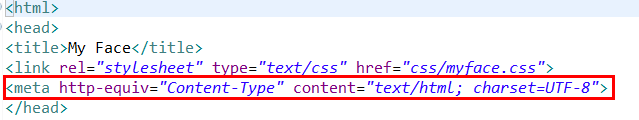 <html>
<head>
<title>My Face</title>
<link rel="stylesheet" type="text/css" href="css/myface.css">
<meta http-equiv="Content-Type" content="text/html; charset=UTF-8">
</head>